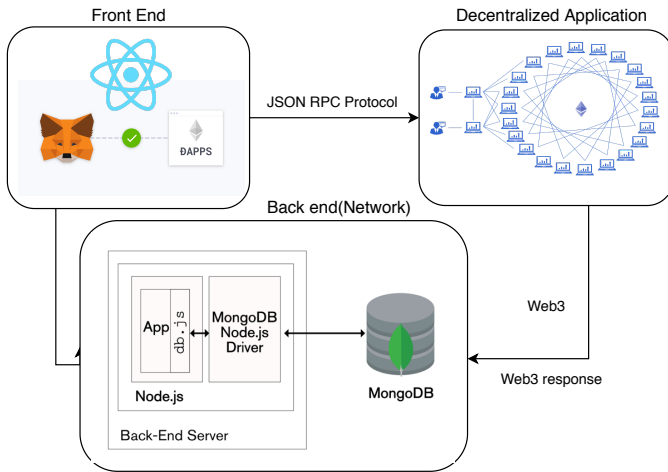 Front End
Decentralized Application
JSON RPC Protocol
ĐAPPS
Back end(Network)
App
db.js
MongoDB
Node.js
Driver
Node.js
Back-End Server
MongoDB
Web3
Web3 response